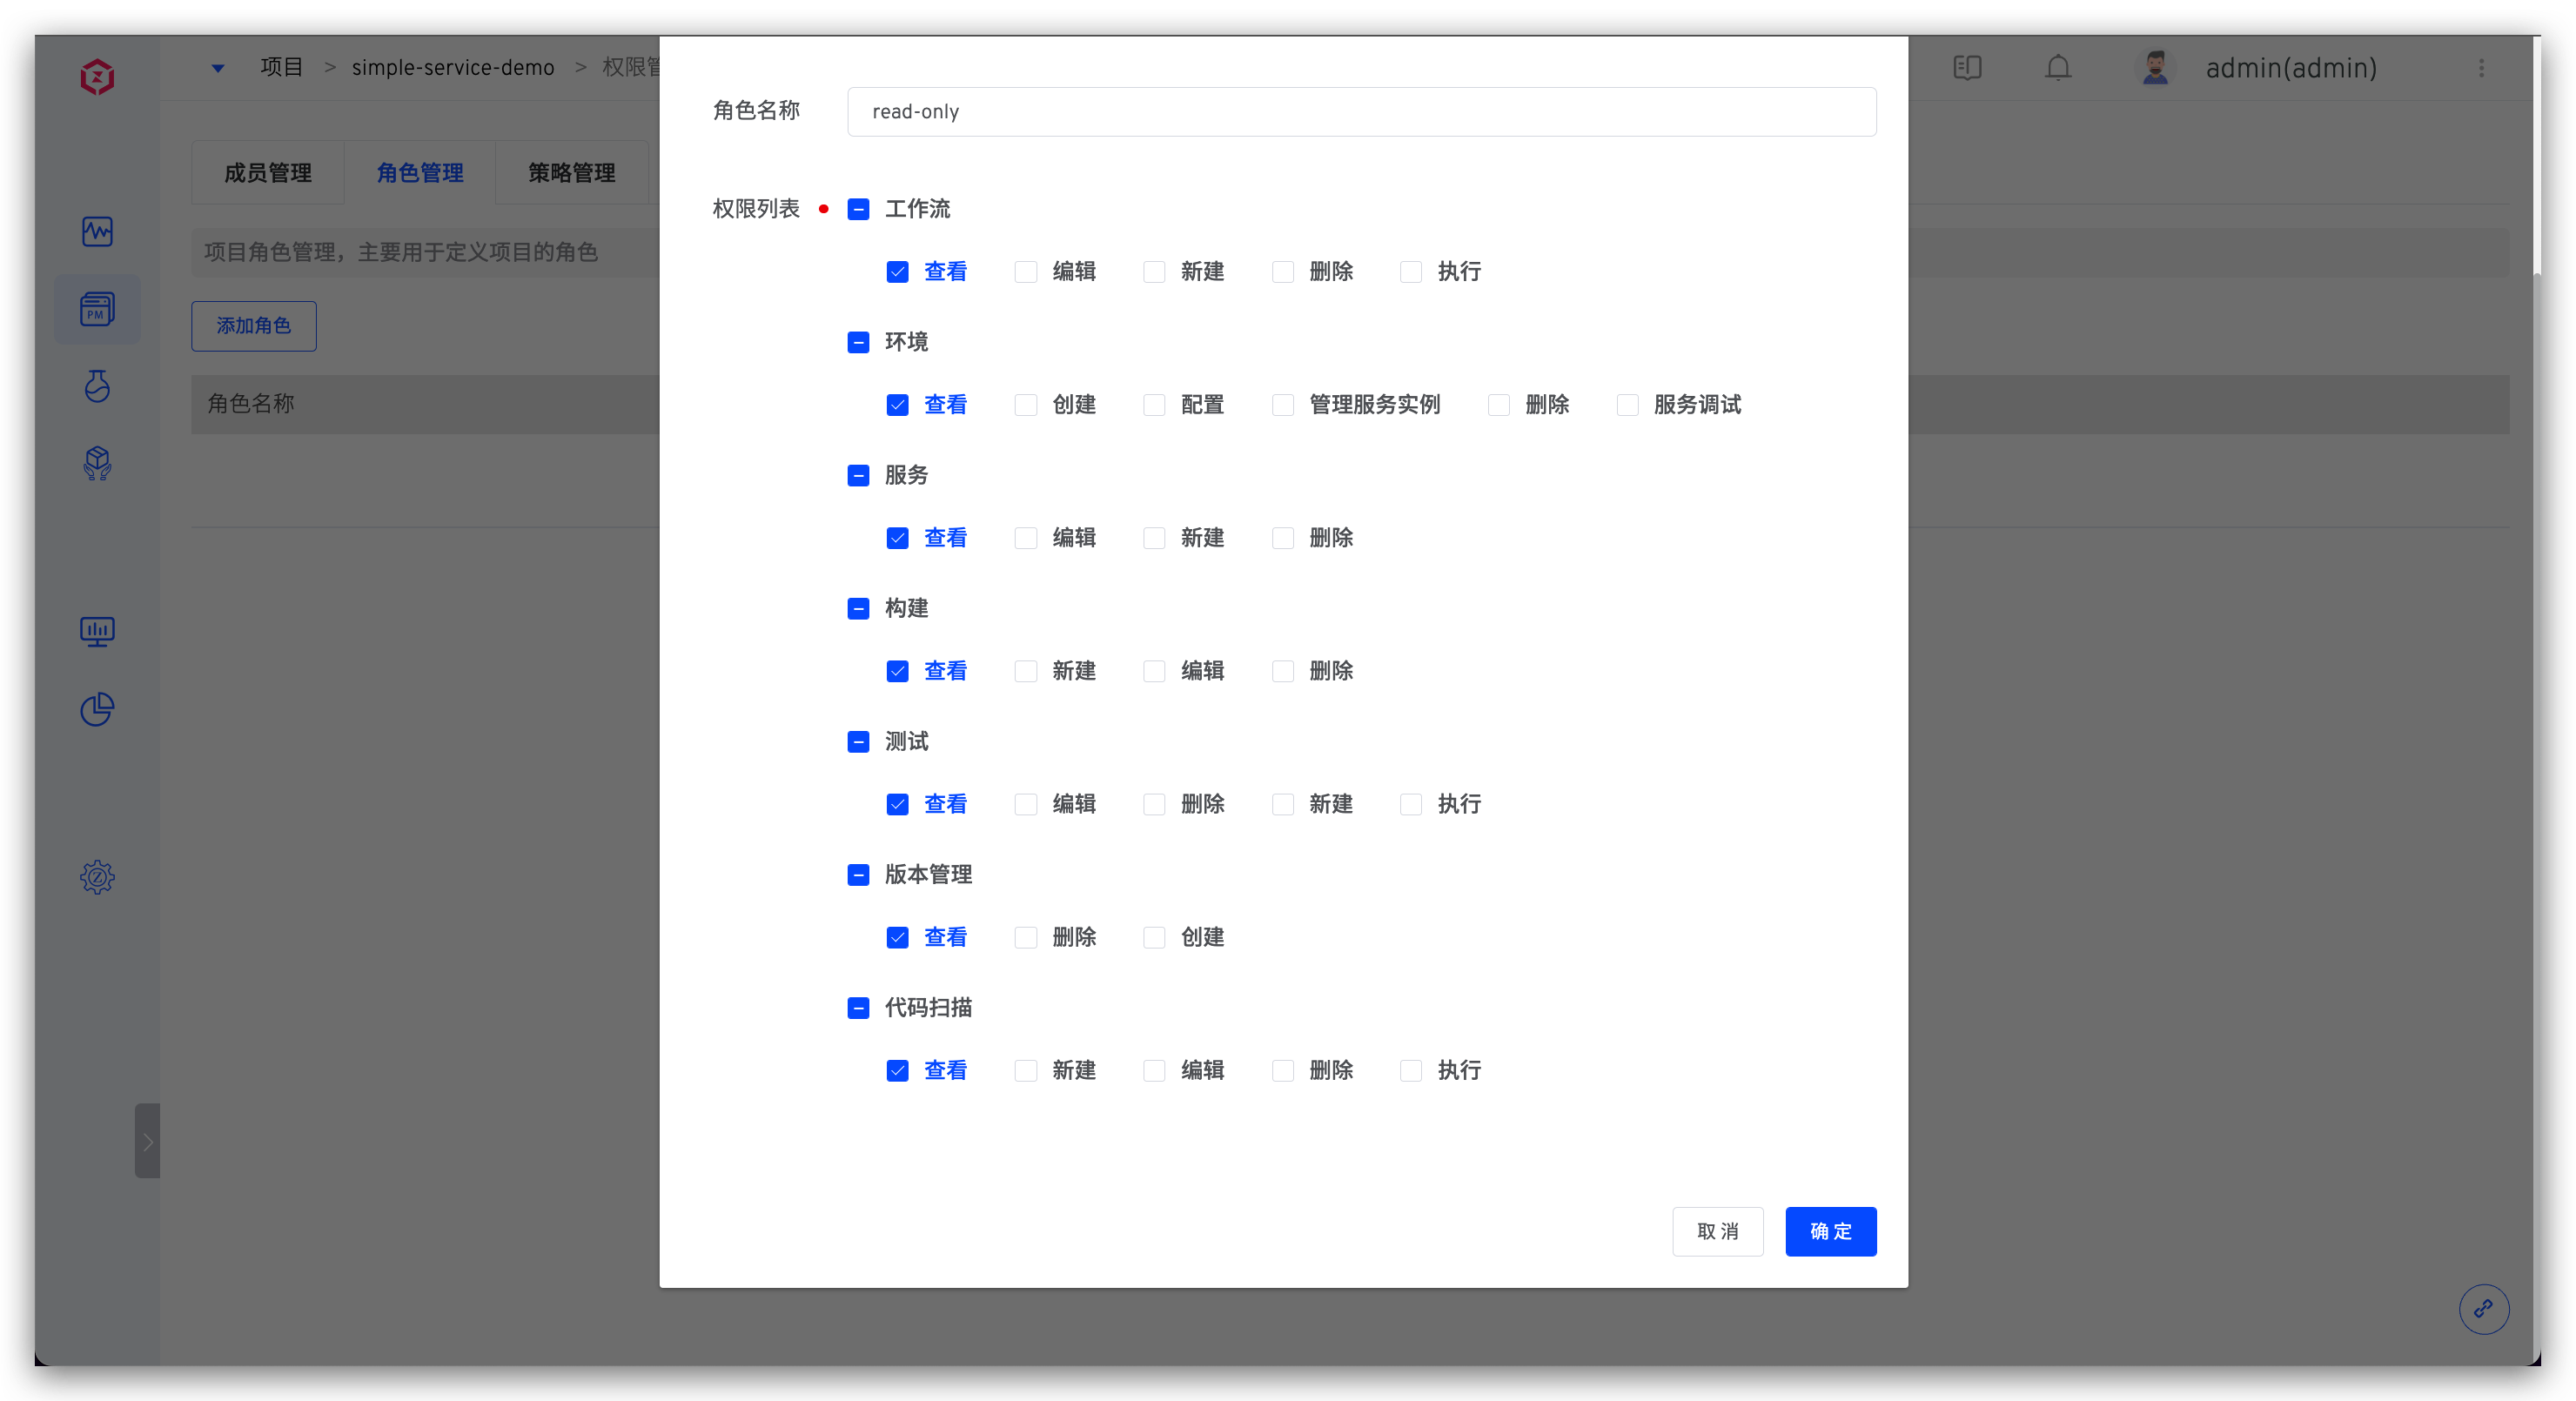 项目 > simple-service-demo > 权限管
admin(admin)
角色名称 read-only
成员管理 角色管理 策略管理
权限列表 工作流
项目角色管理，主要用于定义项目的角色
查看 编辑 新建 删除 执行
PM
添加角色
环境
角色名称
查看 创建 配置 管理服务实例 删除 服务调试
服务
查看 编辑 新建 删除
构建
查看 新建 编辑 删除
测试
查看 编辑 删除 新建 执行
版本管理
查看 删除 创建
代码扫描
查看 新建 编辑 删除 执行
取消 确定